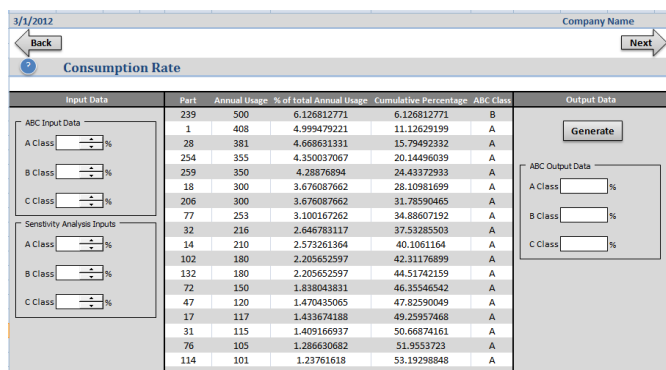 3/1/2012 Company Name
Back Next
? Consumption Rate
Input Data Part Annual Usage % of total Annual Usage Cumulative Percentage ABC Class Output Data
239 500 6.126812771 6.126812771 B
ABC Input Data 1 408 4.999479221 11.12629199 A Generate
A Class % 28 381 4.668631331 15.79492332 A
254 355 4.350037067 20.14496039 A
B Class % 259 350 4.28876894 24.43372933 A ABC Output Data
18 300 3.676087662 28.10981699 A A Class %
C Class % 206 300 3.676087662 31.78590465 A
77 253 3.100167262 34.88607192 A B Class %
Senstivity Analysis Inputs 32 216 2.646783117 37.53285503 A
A Class % 14 210 2.573261364 40.1061164 A C Class %
102 180 2.205652597 42.31176899 A
B Class % 132 180 2.205652597 44.51742159 A
72 150 1.838043831 46.35546542 A
C Class % 47 120 1.470435065 47.82590049 A
17 117 1.433674188 49.25957468 A
31 115 1.409166937 50.66874161 A
76 105 1.286630682 51.9553723 A
114 101 1.23761618 53.19298848 A